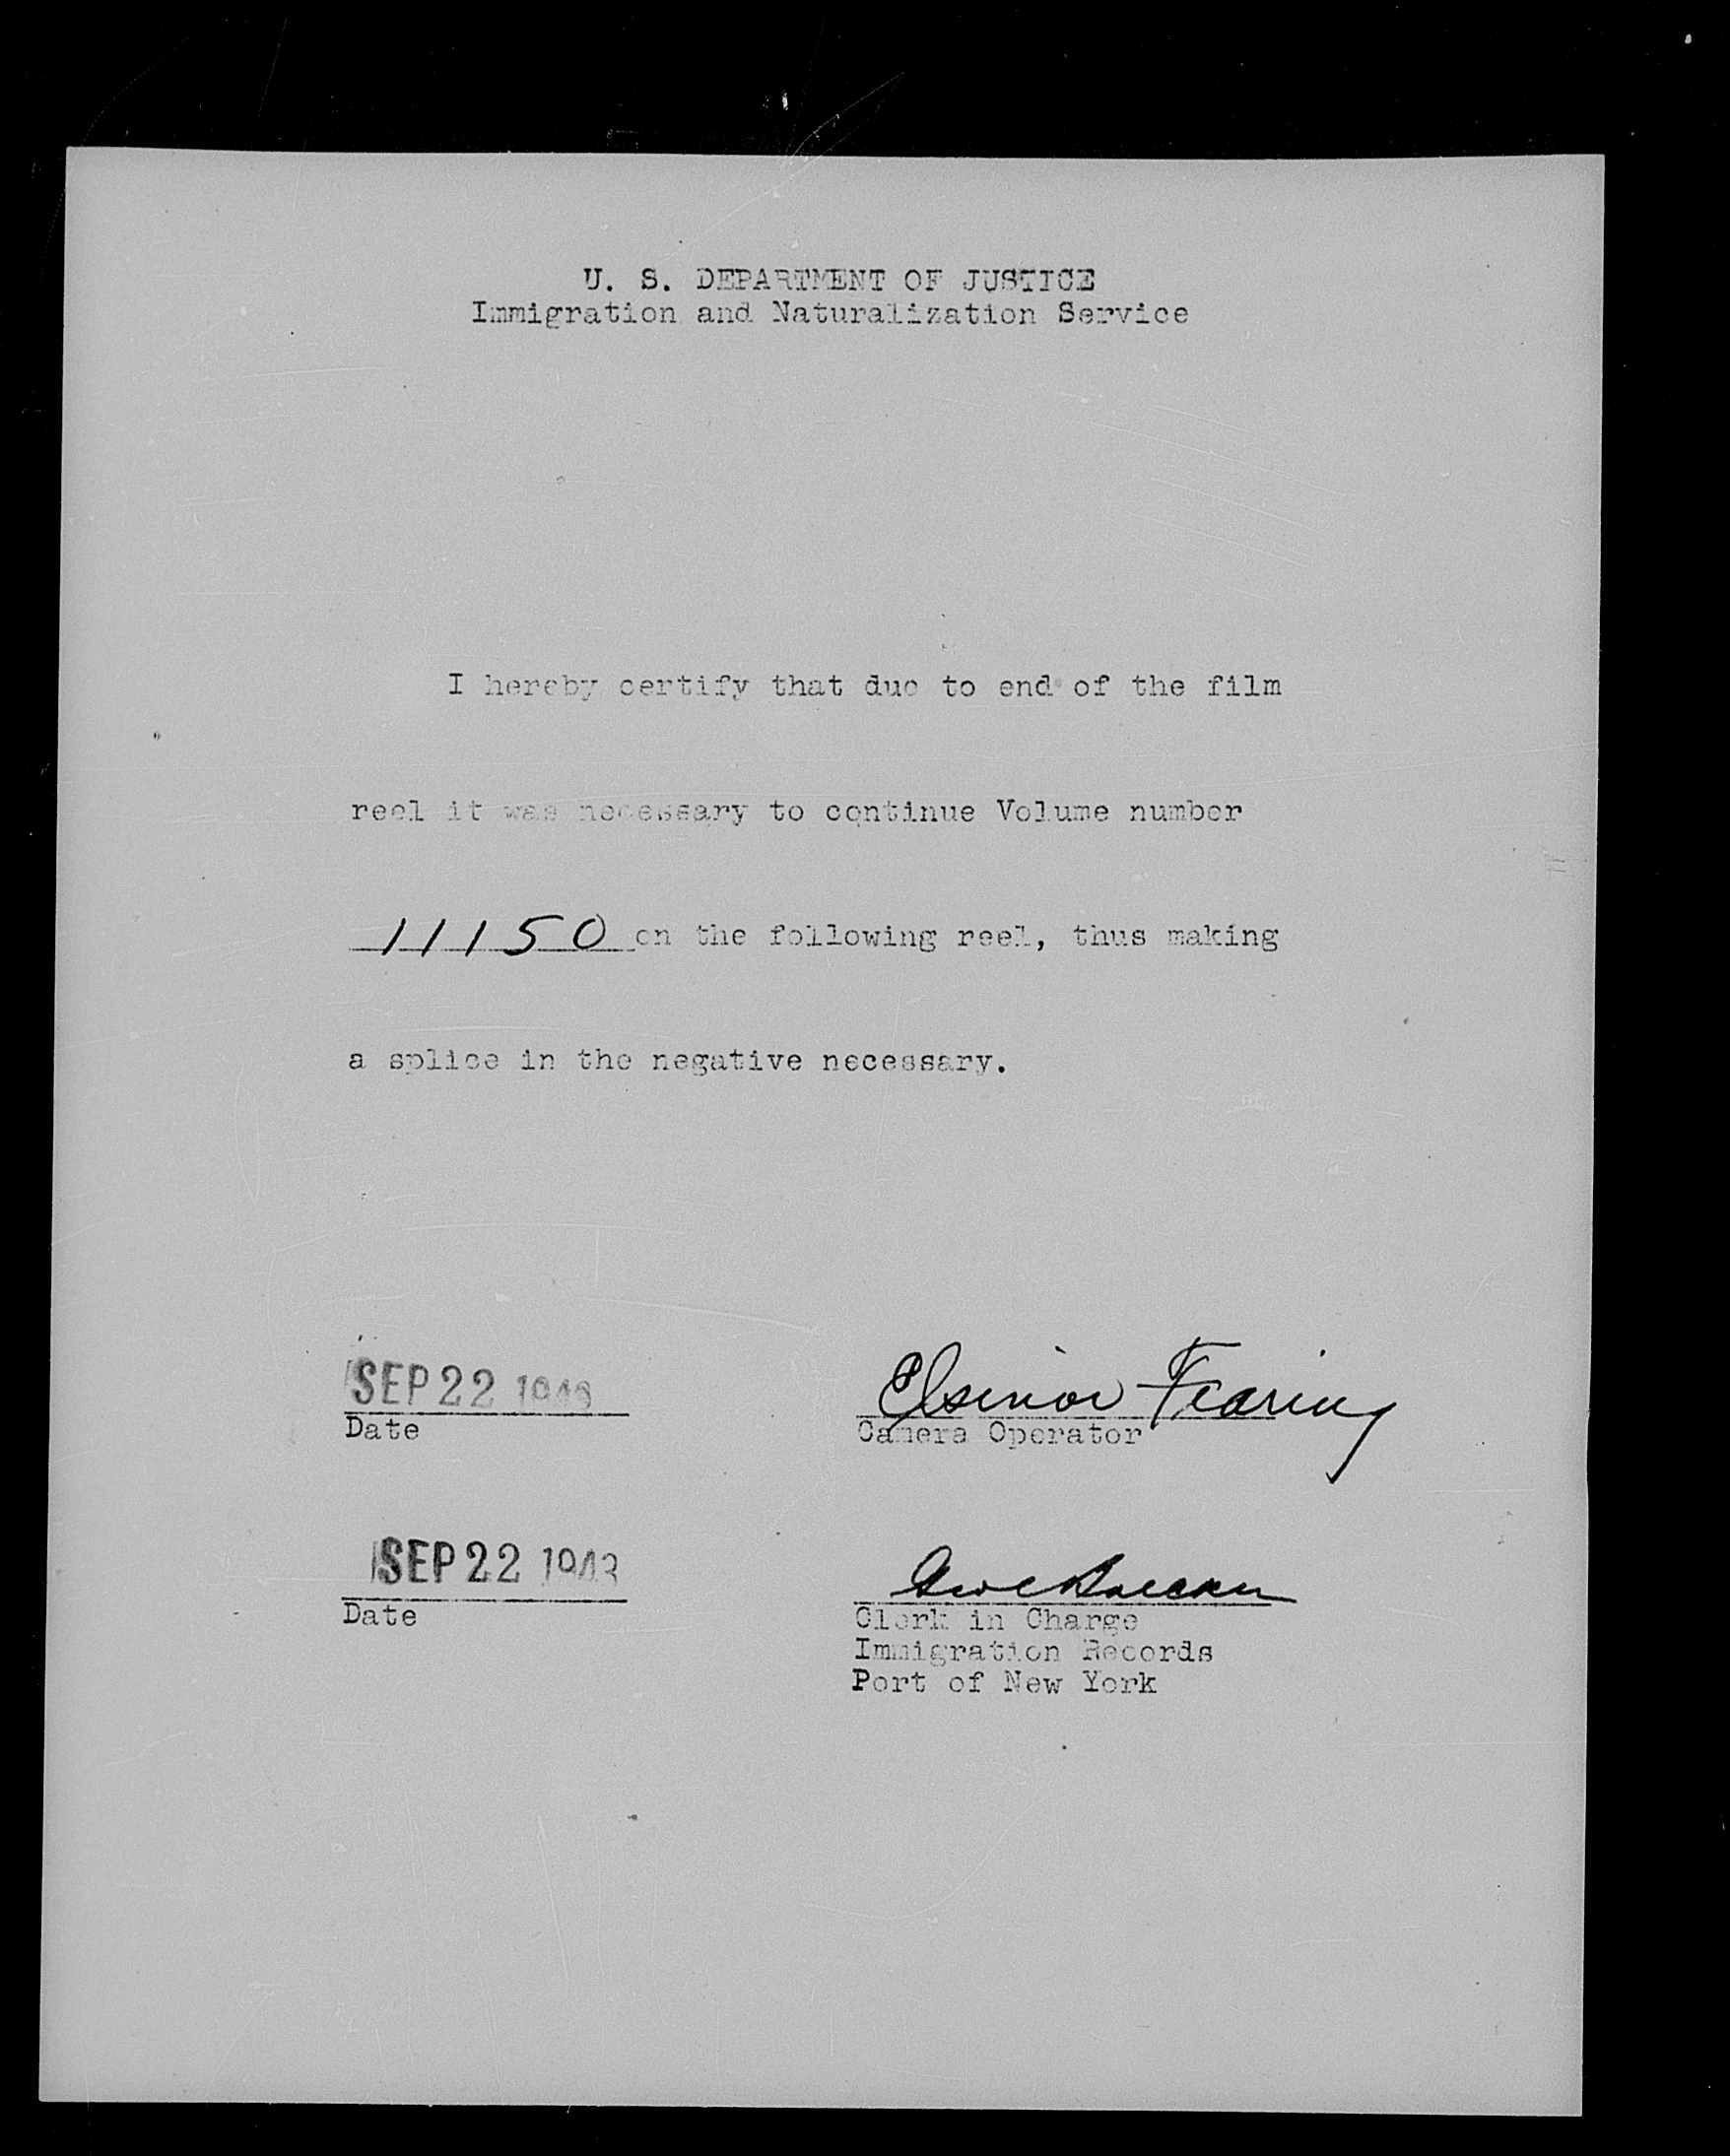 U. S. DEPARTMENT OF JUSTICE
Immigration and Naturalization Service
I hereby certify that due to end of the film
reel it was necessary to continue Volume number
11150 on the following reel, thus making
a splice in the negative necessary.
SEP 22 1943
Elsinor Fearing
Date
Camera Operator
SEP 22 1943
Date
Clerk in Charge
Immigration Records
Port of New York